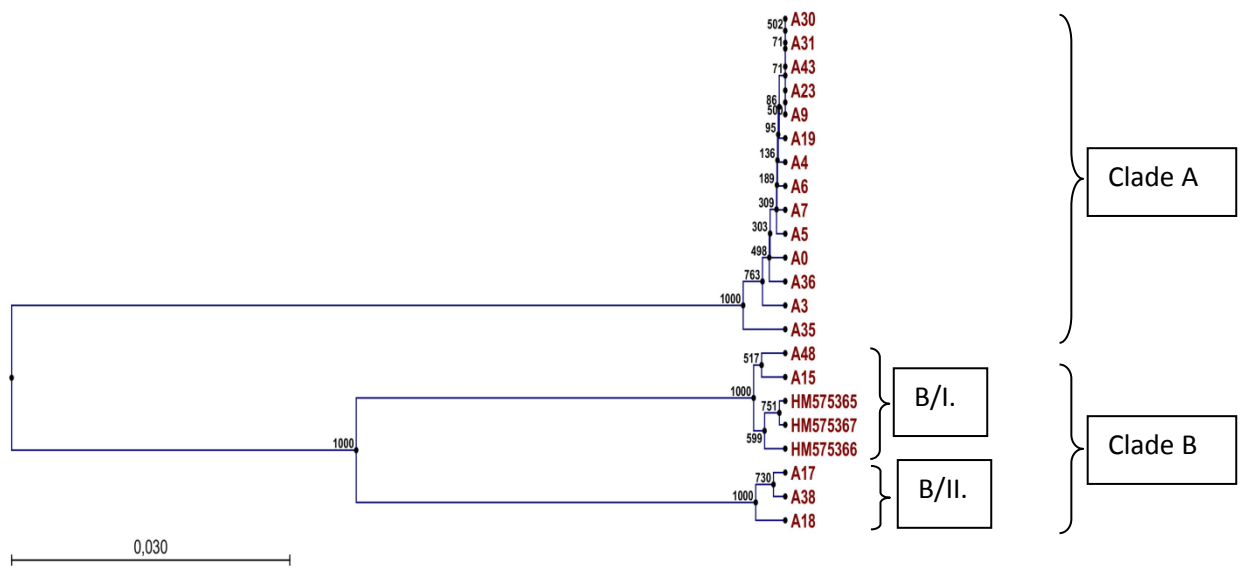 A30
502
A31
71
A43
71
A23
86
500
A9
95
A19
136
A4
189
A6
309
A7
303
A5
498
A0
763
A36
1000
A3
A35
Clade A
517
A48
A15
1000
751
HM575365
HM575367
599
HM575366
B/I.
1000
730
A17
A38
1000
A18
B/II.
Clade B
0,030